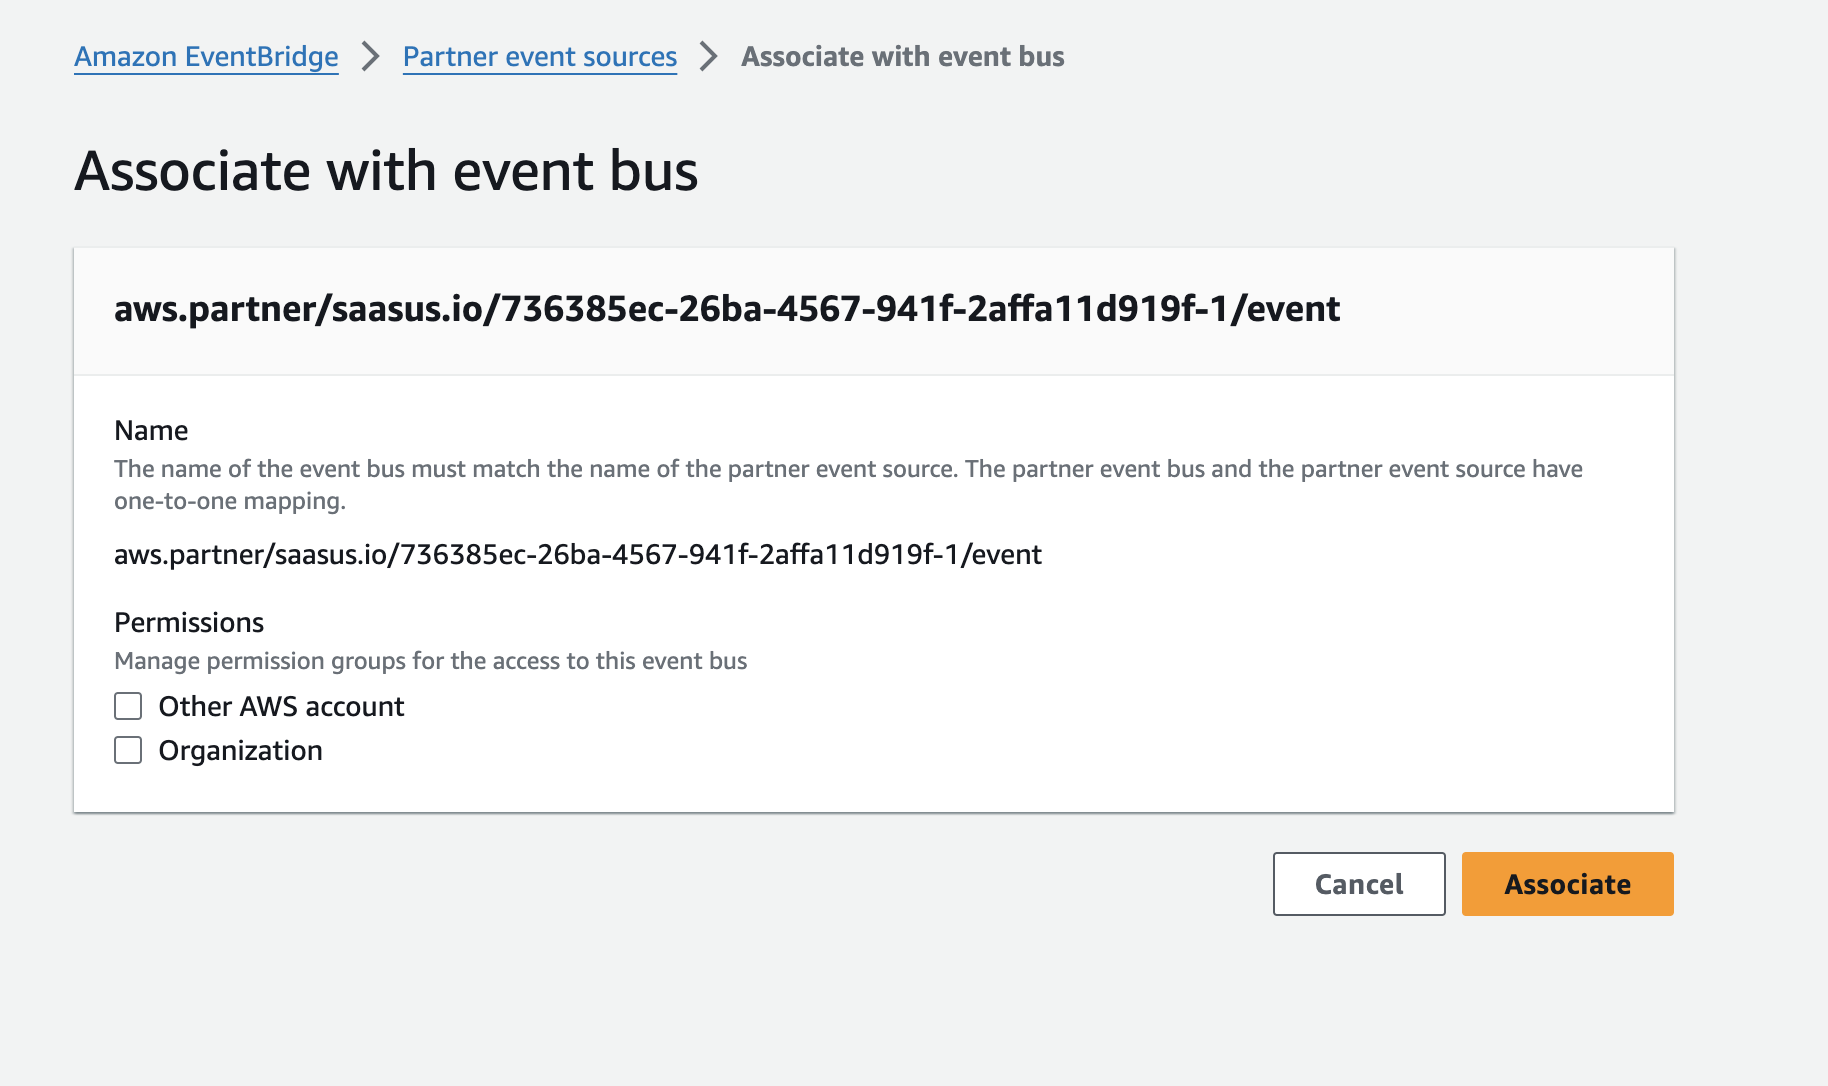 Amazon EventBridge > Partner event sources > Associate with event bus
Associate with event bus
aws.partner/saasus.io/736385ec-26ba-4567-941f-2affa11d919f-1/event
Name
The name of the event bus must match the name of the partner event source. The partner event bus and the partner event source have
one-to-one mapping.
aws.partner/saasus.io/736385ec-26ba-4567-941f-2affa11d919f-1/event
Permissions
Manage permission groups for the access to this event bus
Other AWS account
Organization
Cancel Associate